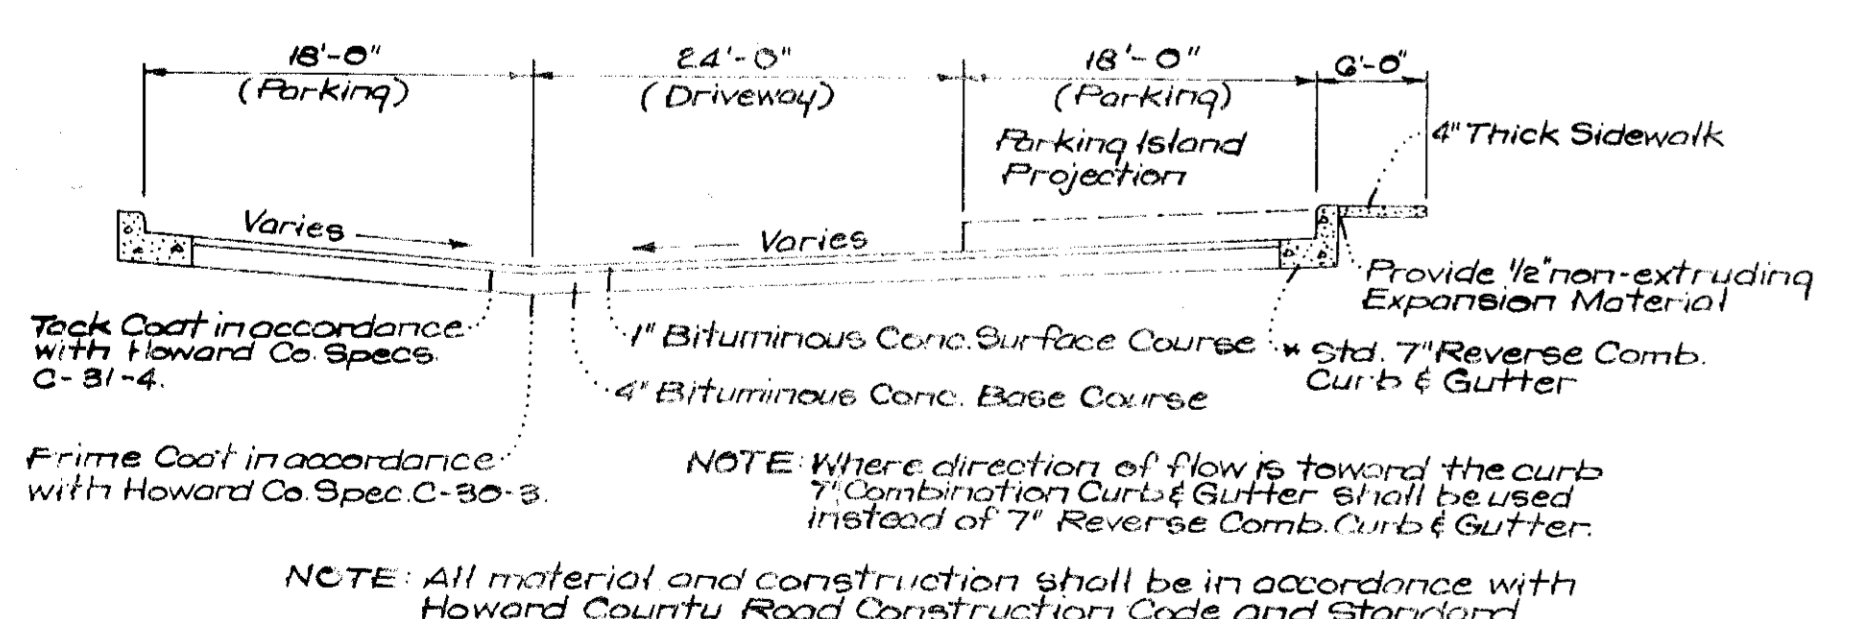 18'-0"
(Parking)
24'-0"
(Driveway)
18'-0"
(Parking)
6'-0"
Parking Island
Projection
4" Thick Sidewalk
Varies
Varies
Provide 1/2" non-extruding
Expansion Material
Tack Coat in accordance
with Howard Co. Specs.
C-31-4.
1" Bituminous Conc. Surface Course
* Std. 7" Reverse Comb.
Curb & Gutter
4" Bituminous Conc. Base Course
Prime Coat in accordance
with Howard Co. Spec. C-30-3.
NOTE: Where direction of flow is toward the curb
7" Combination Curb & Gutter shall be used
instead of 7" Reverse Comb. Curb & Gutter.
NOTE: All material and construction shall be in accordance with
Howard County Road Construction Code and Standard